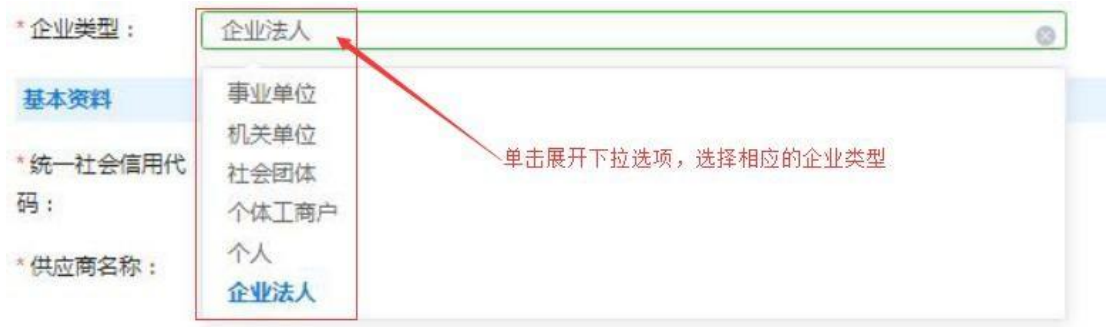 *企业类型：
企业法人
事业单位
基本资料
机关单位
单击展开下拉选项，选择相应的企业类型
*统一社会信用代
码：
社会团体
个体工商户
个人
*供应商名称：
企业法人